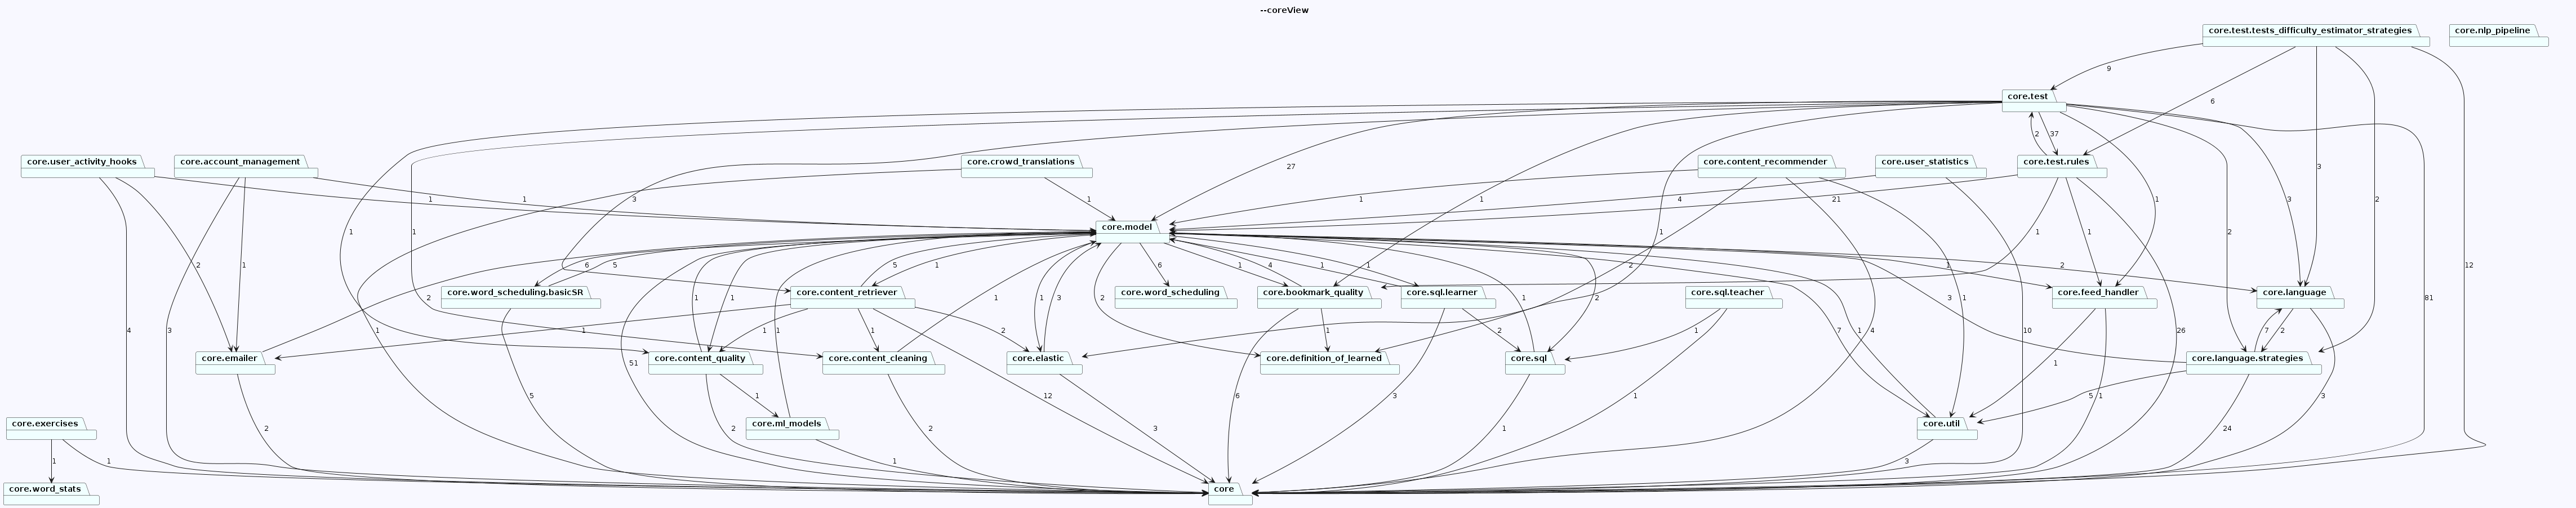 --coreView
core.test.tests_difficulty_estimator_strategies
core.nlp_pipeline
9
core.test
6
2
37
3
2
12
core.user_activity_hooks
core.account_management
core.crowd_translations
core.content_recommender
core.user_statistics
core.test.rules
27
3
1
1
1
1
1
1
4
21
1
3
2
core.model
1
1
1
2
1
6
5
5
1
1
1
1
3
2
6
1
4
1
1
2
1
2
1
1
2
3
core.word_scheduling.basicSR
core.content_retriever
core.word_scheduling
core.bookmark_quality
core.sql.learner
core.sql.teacher
core.feed_handler
core.language
4
3
2
1
1
1
1
2
1
2
1
1
7
1
4
10
26
7
2
81
core.emailer
core.content_quality
core.content_cleaning
core.elastic
core.definition_of_learned
core.sql
core.language.strategies
1
51
1
5
1
12
6
3
1
1
1
5
3
core.exercises
core.ml_models
core.util
2
2
2
3
1
24
1
1
1
3
core.word_stats
core